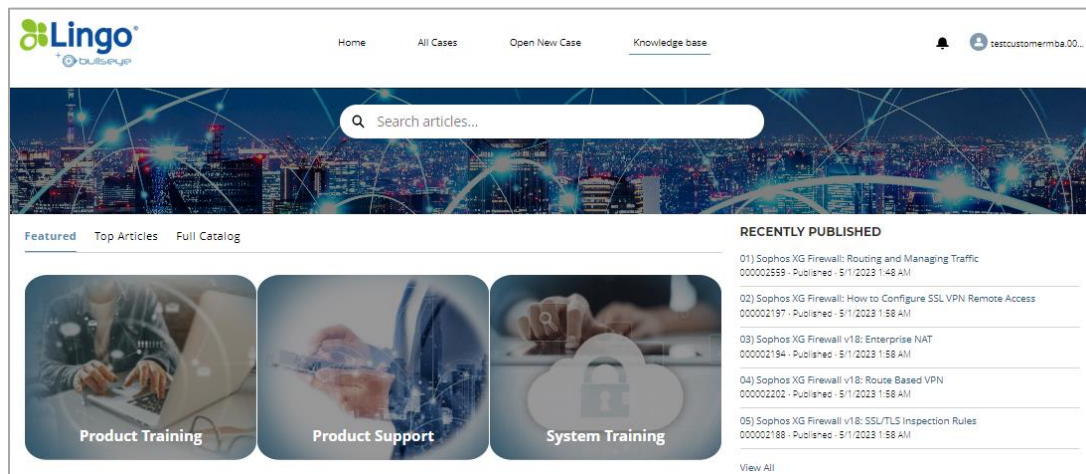 Lingo®
+ bullseye
Home All Cases Open New Case Knowledge base
testcustomermba.00...
Search articles...
Featured Top Articles Full Catalog
Product Training
Product Support
System Training
RECENTLY PUBLISHED
01) Sophos XG Firewall: Routing and Managing Traffic
000002559 · Published · 5/1/2023 1:48 AM
02) Sophos XG Firewall: How to Configure SSL VPN Remote Access
000002197 · Published · 5/1/2023 1:58 AM
03) Sophos XG Firewall v18: Enterprise NAT
000002194 · Published · 5/1/2023 1:58 AM
04) Sophos XG Firewall v18: Route Based VPN
000002202 · Published · 5/1/2023 1:58 AM
05) Sophos XG Firewall v18: SSL/TLS Inspection Rules
000002188 · Published · 5/1/2023 1:58 AM
View All